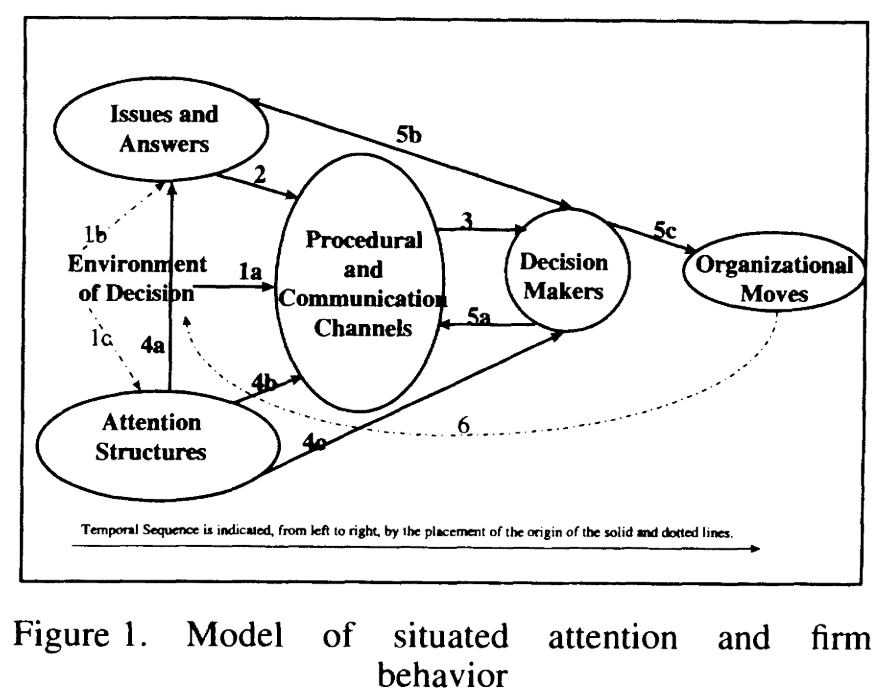 Issues and
Answers
5b
2
1b
3
5c
Procedural
and
Communication
Channels
Environment
of Decision
1a
Decision
Makers
Organizational
Moves
1c
4a
5a
4b
Attention
Structures
4c
6
Temporal Sequence is indicated, from left to right, by the placement of the origin of the solid and dotted lines.
Figure 1. Model of situated attention and firm
behavior